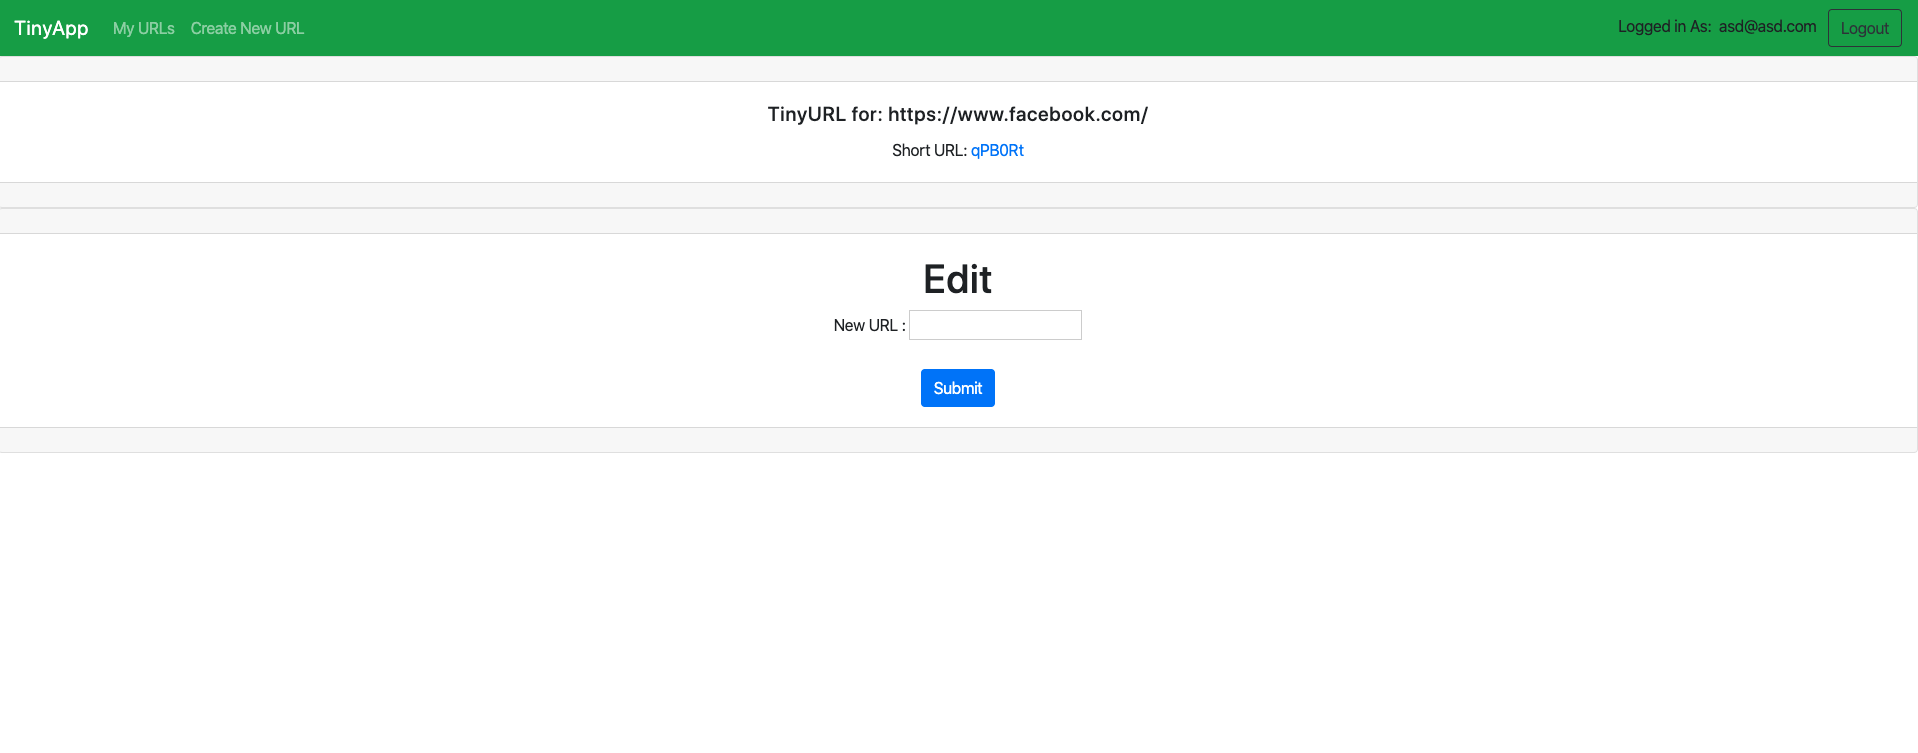 TinyApp My URLs Create New URL Logged in As: asd@asd.com Logout
TinyURL for: https://www.facebook.com/
Short URL: qPB0Rt
Edit
New URL :
Submit